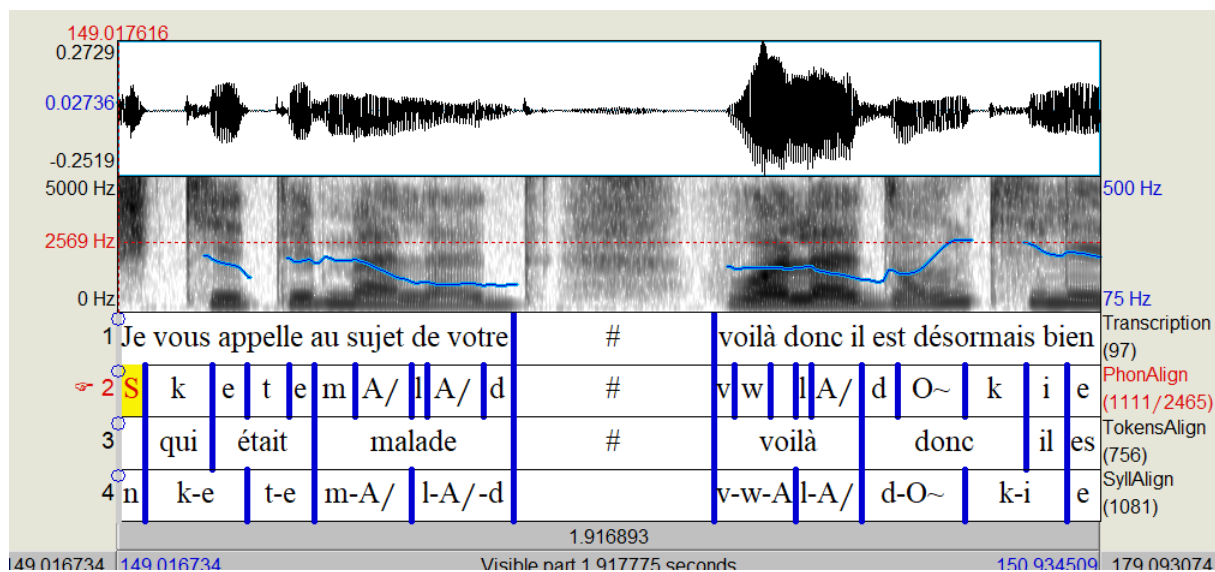 149.017616
0.2729
0.02736
-0.2519
5000 Hz 500 Hz
2569 Hz
0 Hz 75 Hz
1 Je vous appelle au sujet de votre # voilà donc il est désormais bien Transcription (97)
☞ 2 S k e t e m A/ l A/ d # v w l A/ d O~ k i e PhonAlign (1111/2465)
3 qui était malade # voilà donc il es TokensAlign (756)
4 n k-e t-e m-A/ l-A/-d v-w-A l-A/ d-O~ k-i e SyllAlign (1081)
1.916893
149.016734 149.016734 Visible part 1.917775 seconds 150.934509 179.093074